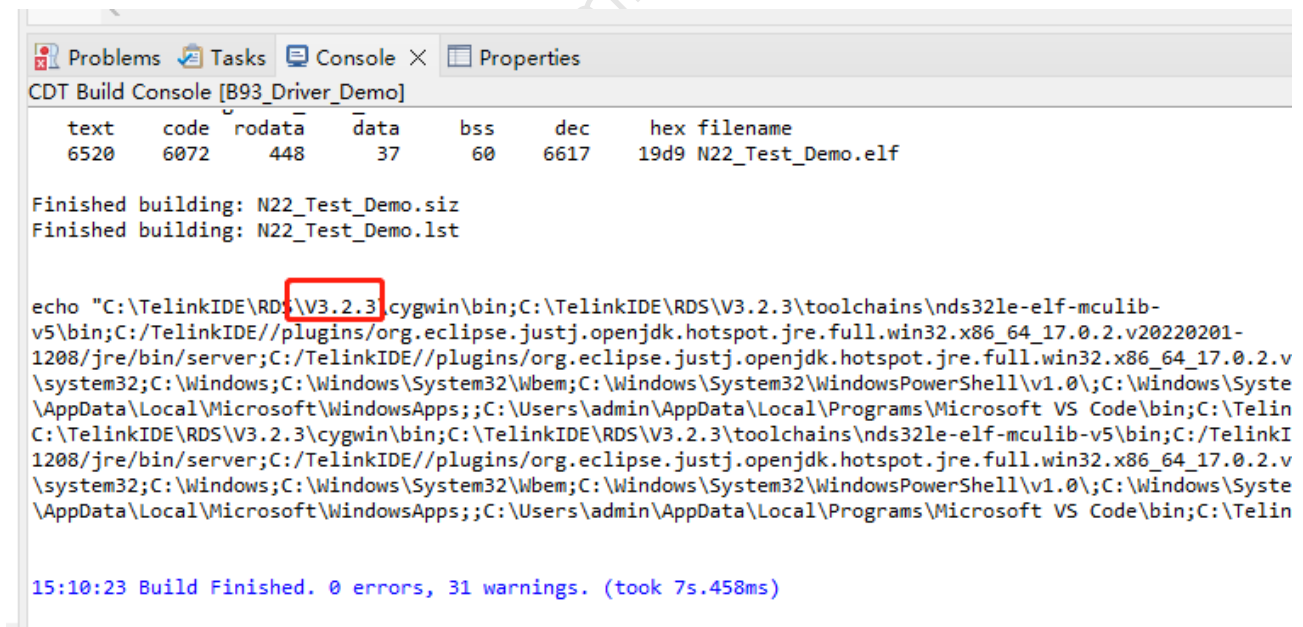 Problems Tasks Console Properties
CDT Build Console [B93_Driver_Demo]
text code rodata data bss dec hex filename
6520 6072 448 37 60 6617 19d9 N22_Test_Demo.elf
Finished building: N22_Test_Demo.siz
Finished building: N22_Test_Demo.lst
echo "C:\TelinkIDE\RDS\V3.2.3\cygwin\bin;C:\TelinkIDE\RDS\V3.2.3\toolchains\nds32le-elf-mculib-
v5\bin;C:/TelinkIDE//plugins/org.eclipse.justj.openjdk.hotspot.jre.full.win32.x86_64_17.0.2.v20220201-
1208/jre/bin/server;C:/TelinkIDE//plugins/org.eclipse.justj.openjdk.hotspot.jre.full.win32.x86_64_17.0.2.v
\system32;C:\Windows;C:\Windows\System32\Wbem;C:\Windows\System32\WindowsPowerShell\v1.0\;C:\Windows\Syste
\AppData\Local\Microsoft\WindowsApps;;C:\Users\admin\AppData\Local\Programs\Microsoft VS Code\bin;C:\Telin
C:\TelinkIDE\RDS\V3.2.3\cygwin\bin;C:\TelinkIDE\RDS\V3.2.3\toolchains\nds32le-elf-mculib-v5\bin;C:/TelinkI
1208/jre/bin/server;C:/TelinkIDE//plugins/org.eclipse.justj.openjdk.hotspot.jre.full.win32.x86_64_17.0.2.v
\system32;C:\Windows;C:\Windows\System32\Wbem;C:\Windows\System32\WindowsPowerShell\v1.0\;C:\Windows\Syste
\AppData\Local\Microsoft\WindowsApps;;C:\Users\admin\AppData\Local\Programs\Microsoft VS Code\bin;C:\Telin
15:10:23 Build Finished. 0 errors, 31 warnings. (took 7s.458ms)